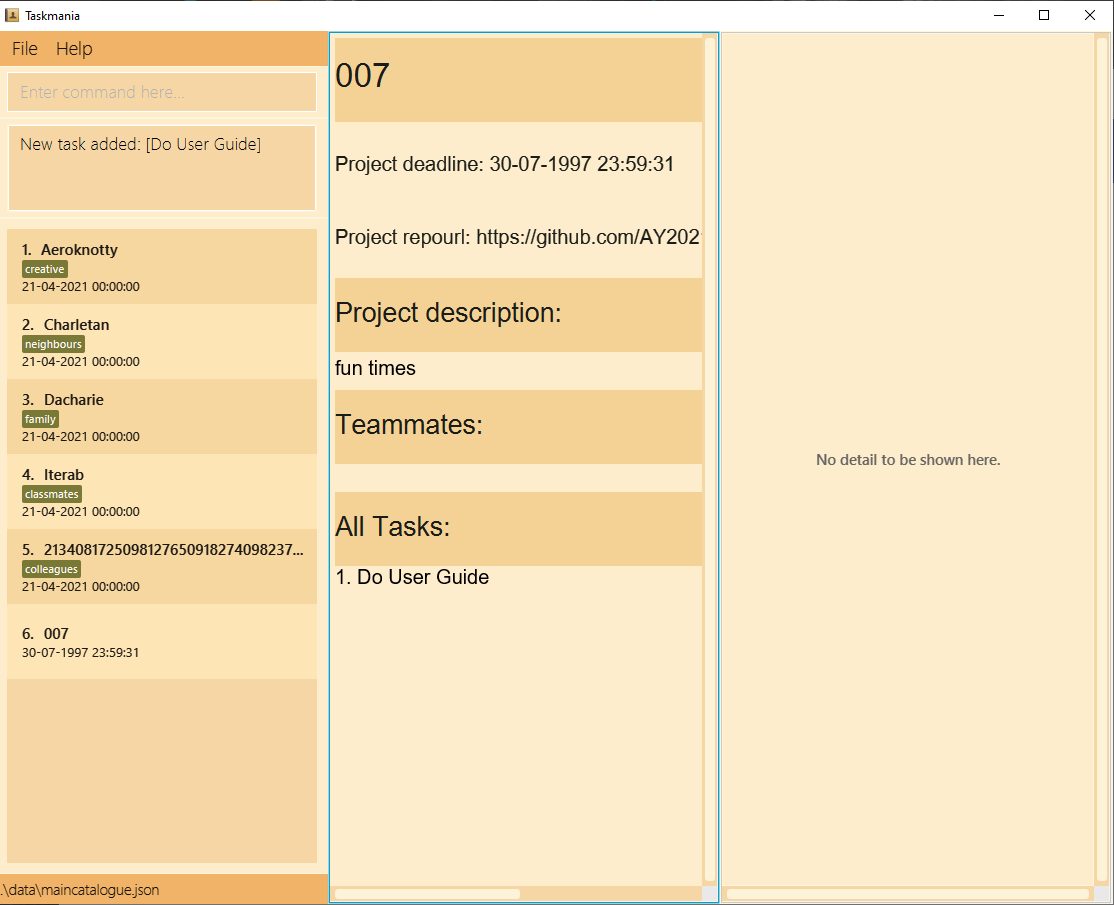 Taskmania
File Help
Enter command here...
New task added: [Do User Guide]
1. Aeroknotty
creative
21-04-2021 00:00:00
2. Charletan
neighbours
21-04-2021 00:00:00
3. Dacharie
family
21-04-2021 00:00:00
4. Iterab
classmates
21-04-2021 00:00:00
5. 2134081725098127650918274098237...
colleagues
21-04-2021 00:00:00
6. 007
30-07-1997 23:59:31
.\data\maincatalogue.json
007
Project deadline: 30-07-1997 23:59:31
Project repourl: https://github.com/AY202
Project description:
fun times
Teammates:
All Tasks:
1. Do User Guide
No detail to be shown here.